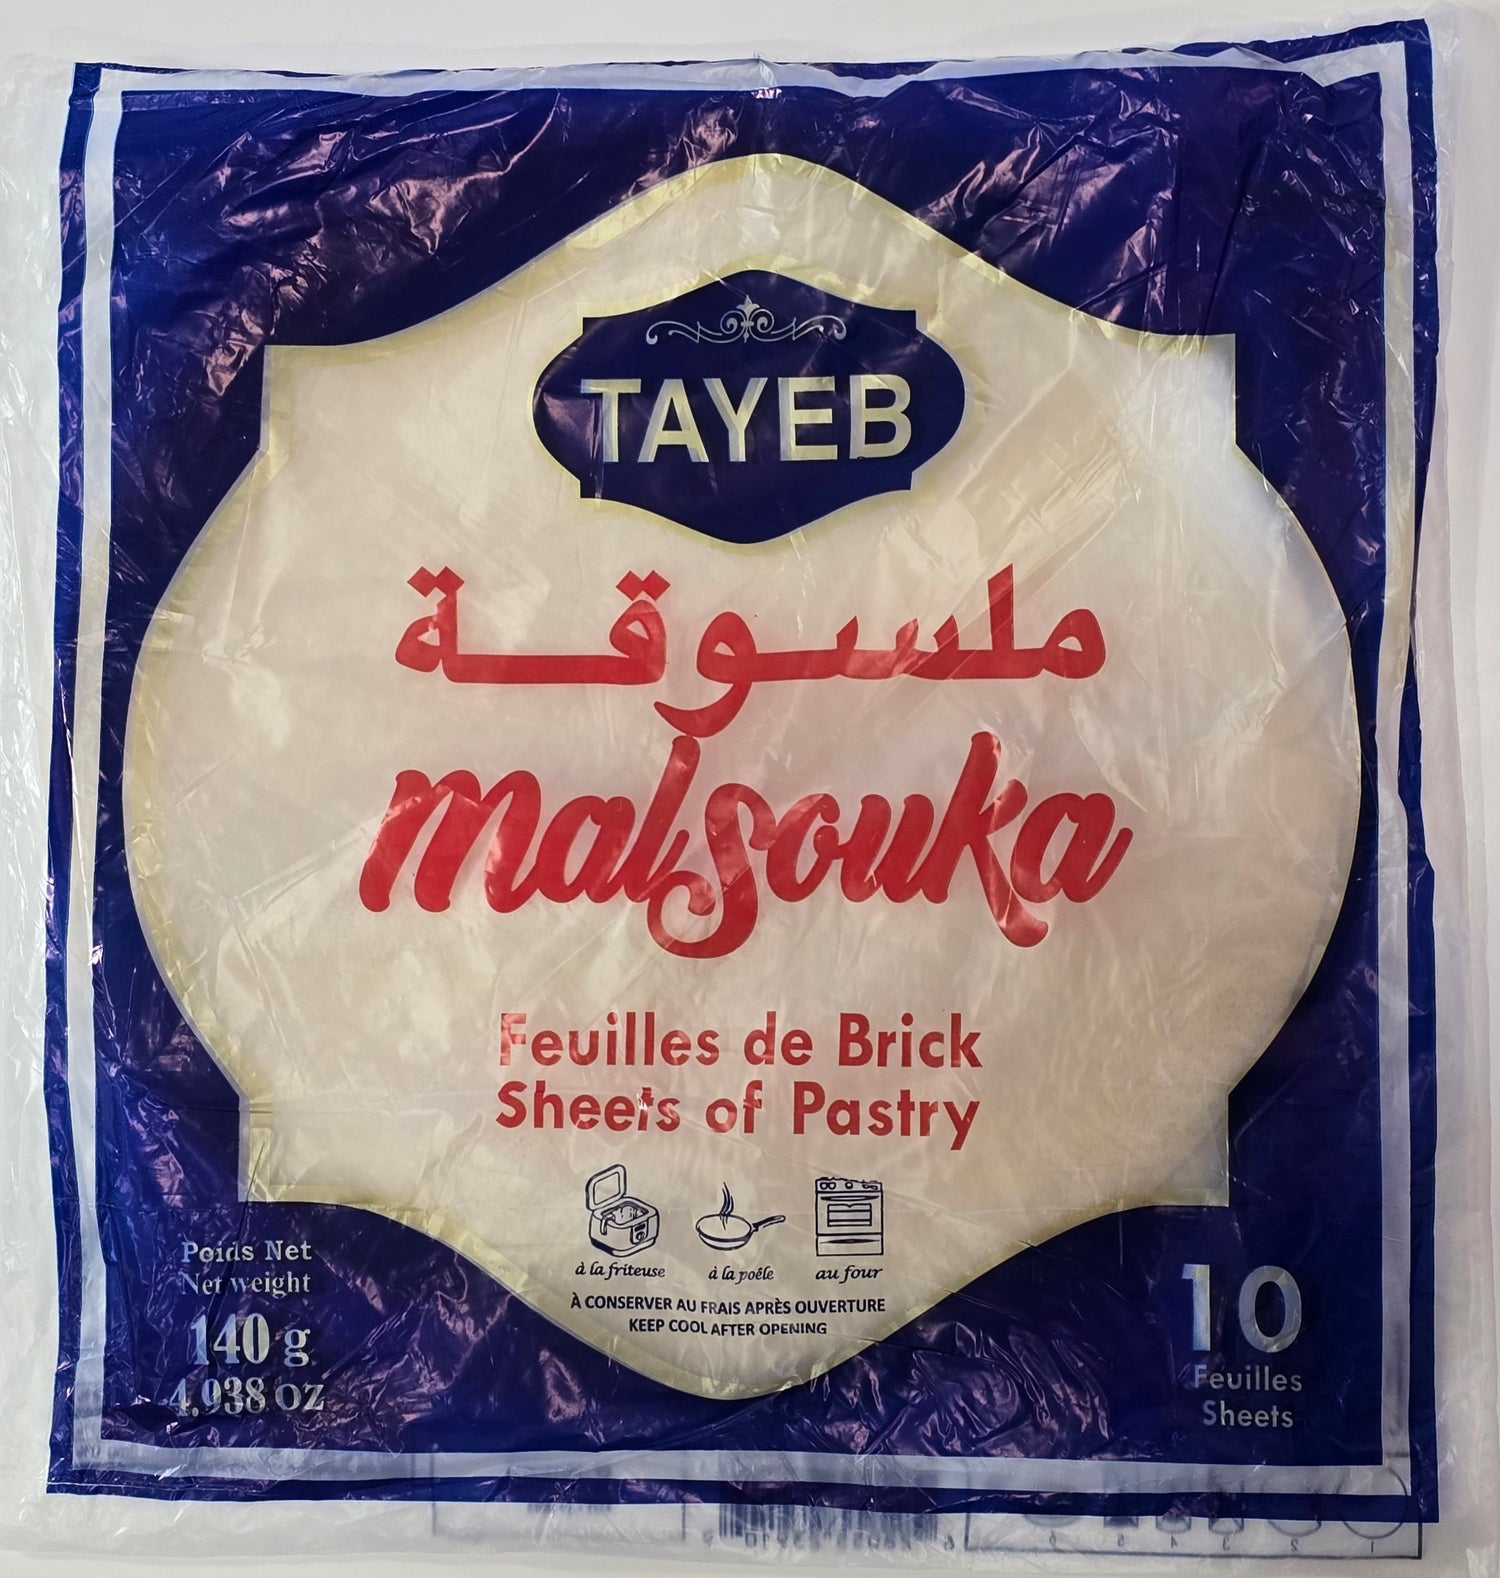 TAYEB
ملسوقة
Malsouka
Feuilles de Brick
Sheets of Pastry
à la friteuse
à la poêle
au four
À CONSERVER AU FRAIS APRÈS OUVERTURE
KEEP COOL AFTER OPENING
Poids Net
Net weight
140 g
4.938 oz
10
Feuilles
Sheets